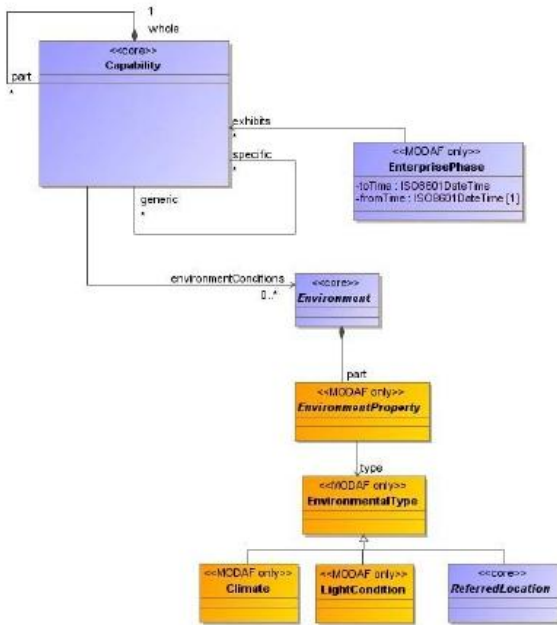 1
whole
<<core>>
Capability
part
*
exhibits
*
<<MODAF only>>
EnterprisePhase
-toTime : ISO8601DateTime
-fromTime : ISO8601DateTime [1]
specific
*
generic
*
environmentConditions
0..*
<<core>>
Environment
part
<<MODAF only>>
EnvironmentProperty
type
<<MODAF only>>
EnvironmentalType
<<MODAF only>>
Climate
<<MODAF only>>
LightCondition
<<core>>
ReferredLocation